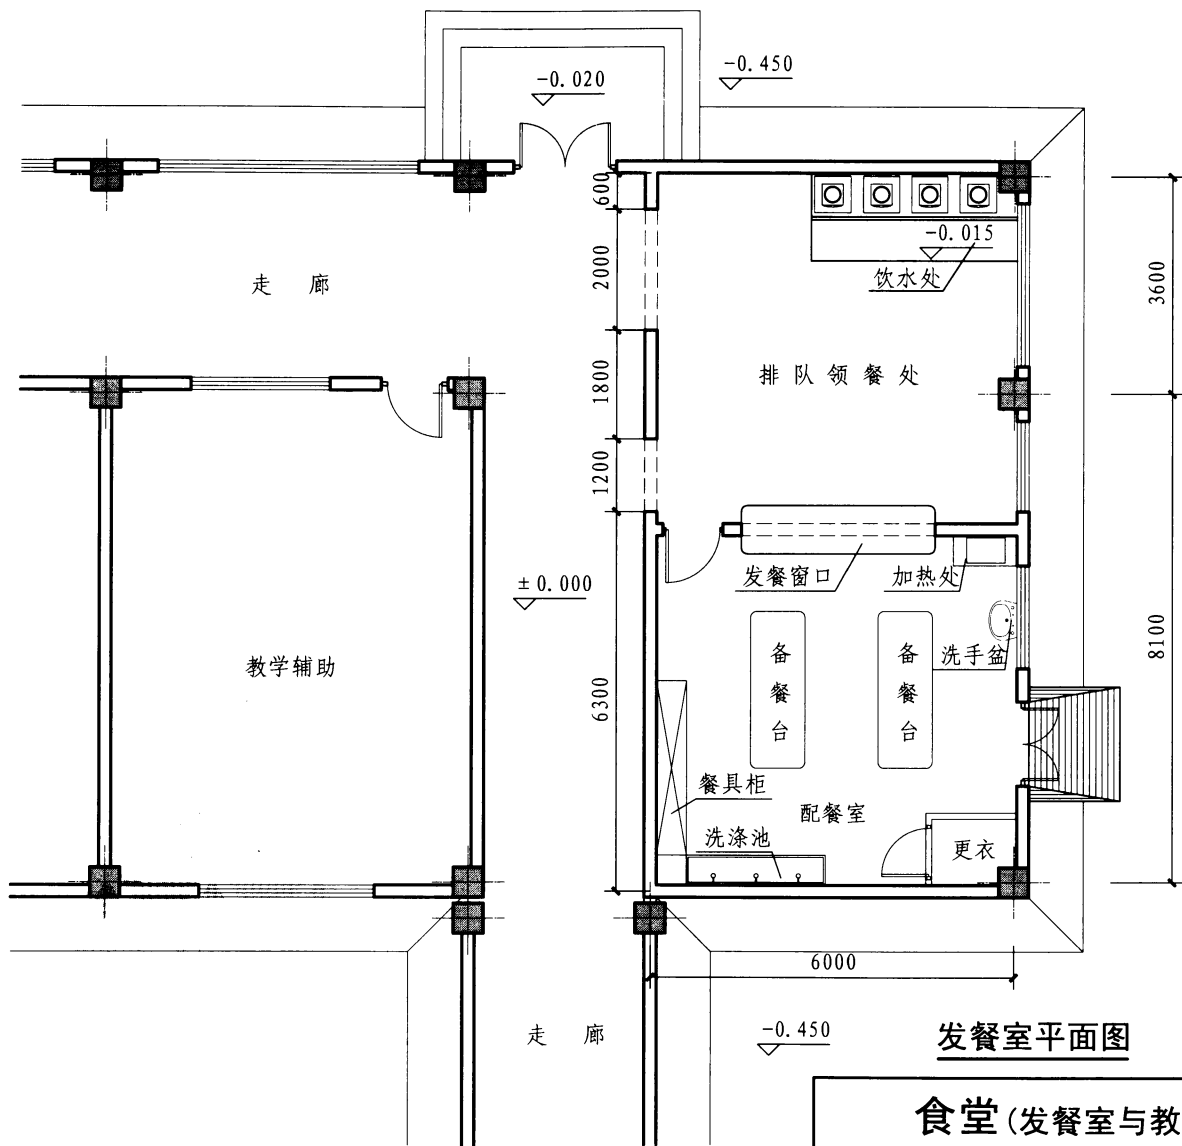 -0.020
-0.450
600
-0.015
饮水处
2000
走廊
3600
排队领餐处
1800
1200
发餐窗口
加热处
±0.000
备餐台
备餐台
洗手盆
8100
教学辅助
6300
餐具柜
配餐室
洗涤池
更衣
6000
走廊
-0.450
发餐室平面图
食堂(发餐室与教